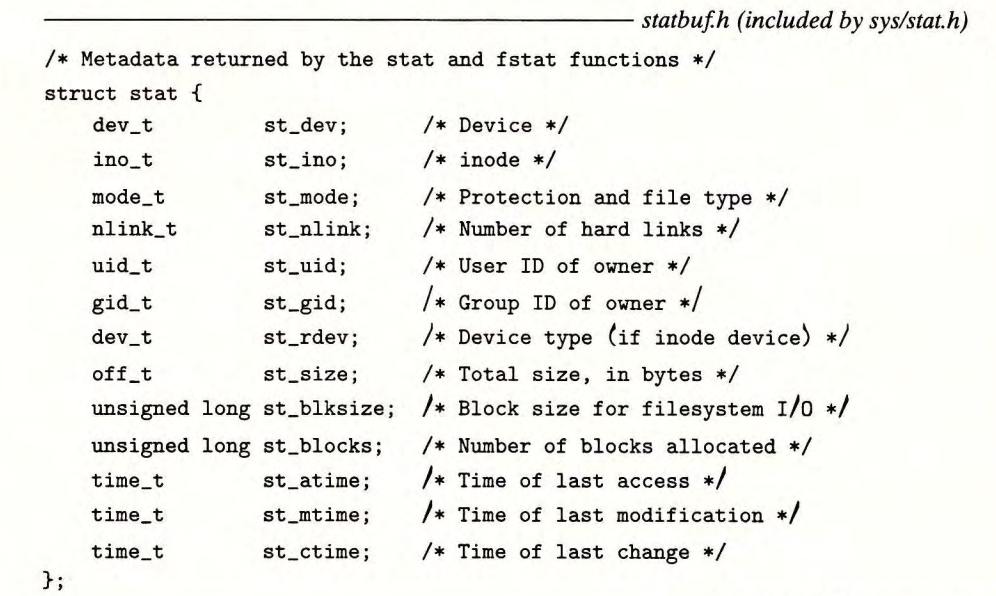 statbuf.h (included by sys/stat.h)
/* Metadata returned by the stat and fstat functions */
struct stat {
    dev_t         st_dev;     /* Device */
    ino_t         st_ino;     /* inode */
    mode_t        st_mode;    /* Protection and file type */
    nlink_t       st_nlink;   /* Number of hard links */
    uid_t         st_uid;     /* User ID of owner */
    gid_t         st_gid;     /* Group ID of owner */
    dev_t         st_rdev;    /* Device type (if inode device) */
    off_t         st_size;    /* Total size, in bytes */
    unsigned long st_blksize; /* Block size for filesystem I/O */
    unsigned long st_blocks;  /* Number of blocks allocated */
    time_t        st_atime;   /* Time of last access */
    time_t        st_mtime;   /* Time of last modification */
    time_t        st_ctime;   /* Time of last change */
};